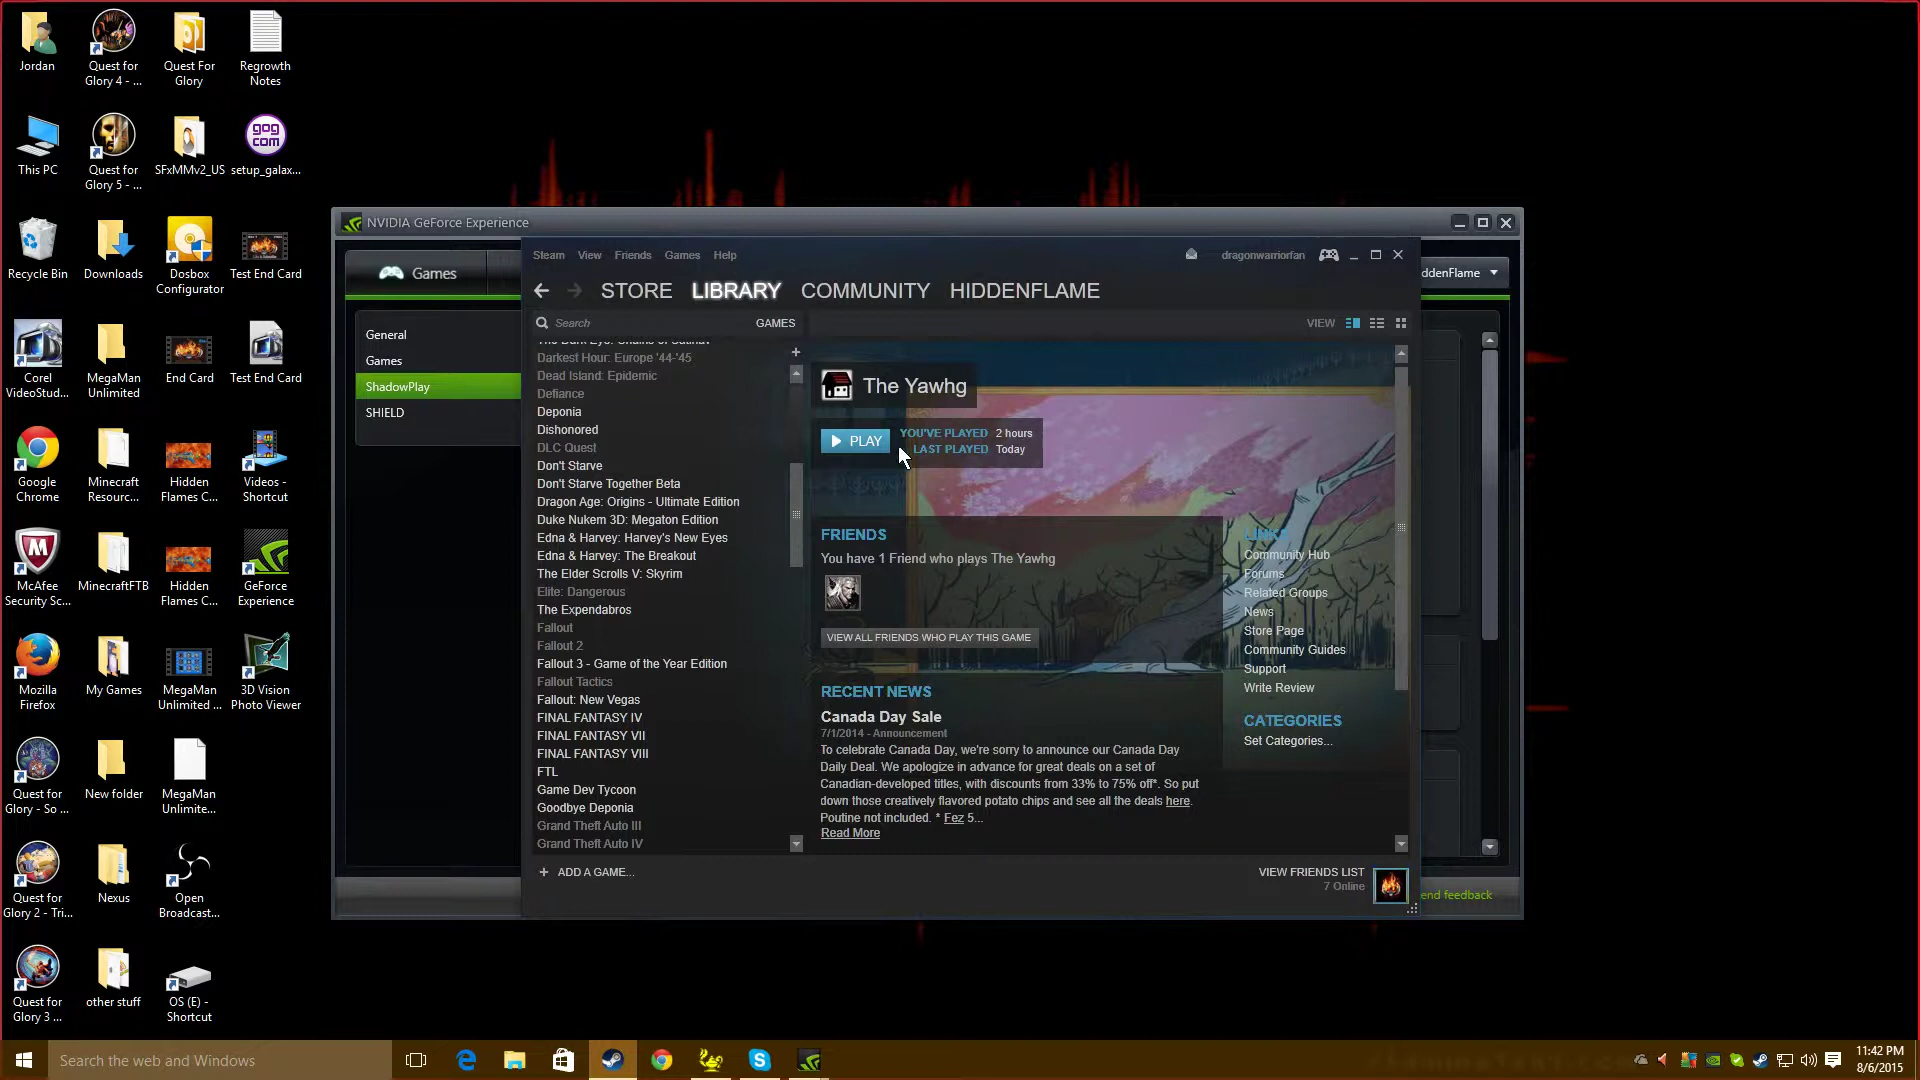 Jordan
Quest for
Glory 4 - ...
Quest For
Glory
Regrowth
Notes
This PC
Quest for
Glory 5 - ...
SFxMMv2_US
gog
com
setup_galax...
Recycle Bin
Downloads
Dosbox
Configurator
Test End Card
Corel
VideoStud...
MegaMan
Unlimited
End Card
Test End Card
Google
Chrome
Minecraft
Resourc...
Hidden
Flames C...
Videos -
Shortcut
McAfee
Security Sc...
MinecraftFTB
Hidden
Flames C...
GeForce
Experience
Mozilla
Firefox
My Games
MegaMan
Unlimited ...
3D Vision
Photo Viewer
Quest for
Glory - So ...
New folder
MegaMan
Unlimite...
Quest for
Glory 2 - Tri...
Nexus
Open
Broadcast...
Quest for
Glory 3 ...
other stuff
OS (E) -
Shortcut
NVIDIA GeForce Experience
Games
ddenFlame
General
Games
ShadowPlay
SHIELD
end feedback
Steam View Friends Games Help
dragonwarriorfan
STORE LIBRARY COMMUNITY HIDDENFLAME
Search GAMES
VIEW
Darkest Hour: Europe '44-'45
Dead Island: Epidemic
Defiance
Deponia
Dishonored
DLC Quest
Don't Starve
Don't Starve Together Beta
Dragon Age: Origins - Ultimate Edition
Duke Nukem 3D: Megaton Edition
Edna & Harvey: Harvey's New Eyes
Edna & Harvey: The Breakout
The Elder Scrolls V: Skyrim
Elite: Dangerous
The Expendabros
Fallout
Fallout 2
Fallout 3 - Game of the Year Edition
Fallout Tactics
Fallout: New Vegas
FINAL FANTASY IV
FINAL FANTASY VII
FINAL FANTASY VIII
FTL
Game Dev Tycoon
Goodbye Deponia
Grand Theft Auto III
Grand Theft Auto IV
+ ADD A GAME...
The Yawhg
PLAY
YOU'VE PLAYED 2 hours
LAST PLAYED Today
FRIENDS
You have 1 Friend who plays The Yawhg
VIEW ALL FRIENDS WHO PLAY THIS GAME
RECENT NEWS
Canada Day Sale
7/1/2014 - Announcement
To celebrate Canada Day, we're sorry to announce our Canada Day
Daily Deal. We apologize in advance for great deals on a set of
Canadian-developed titles, with discounts from 33% to 75% off*. So put
down those creatively flavored potato chips and see all the deals here.
Poutine not included. * Fez 5...
Read More
LINKS
Community Hub
Forums
Related Groups
News
Store Page
Community Guides
Support
Write Review
CATEGORIES
Set Categories...
VIEW FRIENDS LIST
7 Online
Search the web and Windows
11:42 PM
8/6/2015